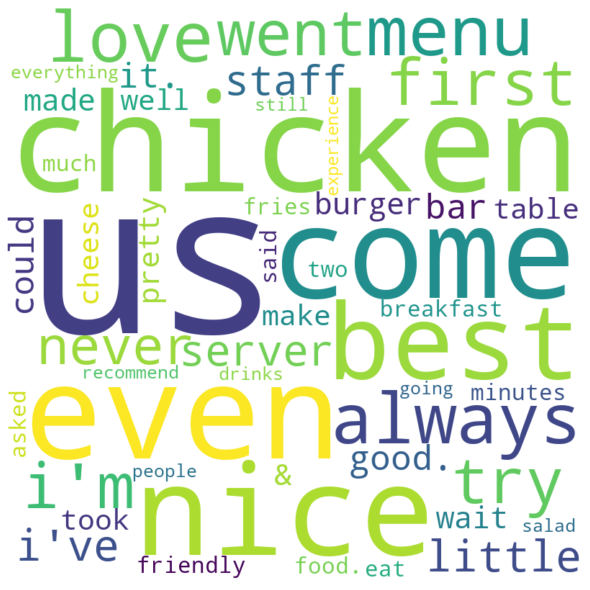 love went menu
everything it. staff first
made well still
chicken
experience
much
fries burger bar table
us come
could cheese pretty said two
make breakfast
never server best
recommend drinks
even always
going minutes
asked good.
i'm people & try
nice
i've took wait salad
friendly food. eat little